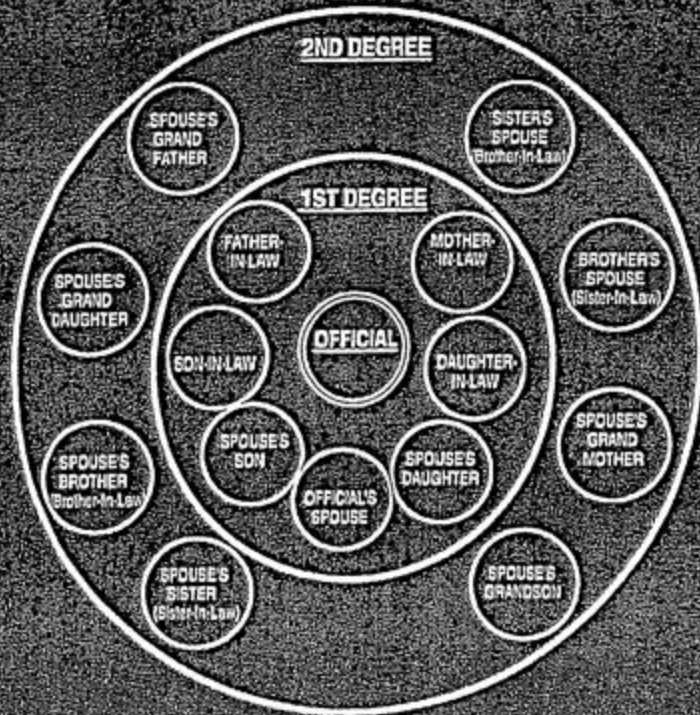 2ND DEGREE
SPOUSE'S
GRAND
FATHER
SISTER'S
SPOUSE
(Brother-In-Law)
1ST DEGREE
FATHER-
IN-LAW
MOTHER-
IN-LAW
SPOUSE'S
GRAND
DAUGHTER
BROTHER'S
SPOUSE
(Sister-In-Law)
OFFICIAL
SON-IN-LAW
DAUGHTER-
IN-LAW
SPOUSE'S
SON
SPOUSE'S
DAUGHTER
SPOUSE'S
GRAND
MOTHER
SPOUSE'S
BROTHER
(Brother-In-Law)
OFFICIAL'S
SPOUSE
SPOUSE'S
SISTER
(Sister-In-Law)
SPOUSE'S
GRANDSON